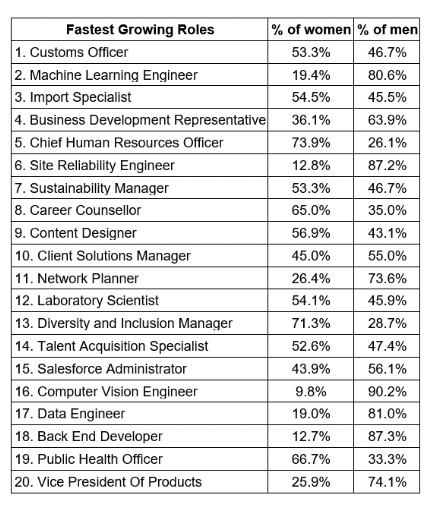 Fastest Growing Roles % of women % of men
1. Customs Officer 53.3% 46.7%
2. Machine Learning Engineer 19.4% 80.6%
3. Import Specialist 54.5% 45.5%
4. Business Development Representative 36.1% 63.9%
5. Chief Human Resources Officer 73.9% 26.1%
6. Site Reliability Engineer 12.8% 87.2%
7. Sustainability Manager 53.3% 46.7%
8. Career Counsellor 65.0% 35.0%
9. Content Designer 56.9% 43.1%
10. Client Solutions Manager 45.0% 55.0%
11. Network Planner 26.4% 73.6%
12. Laboratory Scientist 54.1% 45.9%
13. Diversity and Inclusion Manager 71.3% 28.7%
14. Talent Acquisition Specialist 52.6% 47.4%
15. Salesforce Administrator 43.9% 56.1%
16. Computer Vision Engineer 9.8% 90.2%
17. Data Engineer 19.0% 81.0%
18. Back End Developer 12.7% 87.3%
19. Public Health Officer 66.7% 33.3%
20. Vice President Of Products 25.9% 74.1%